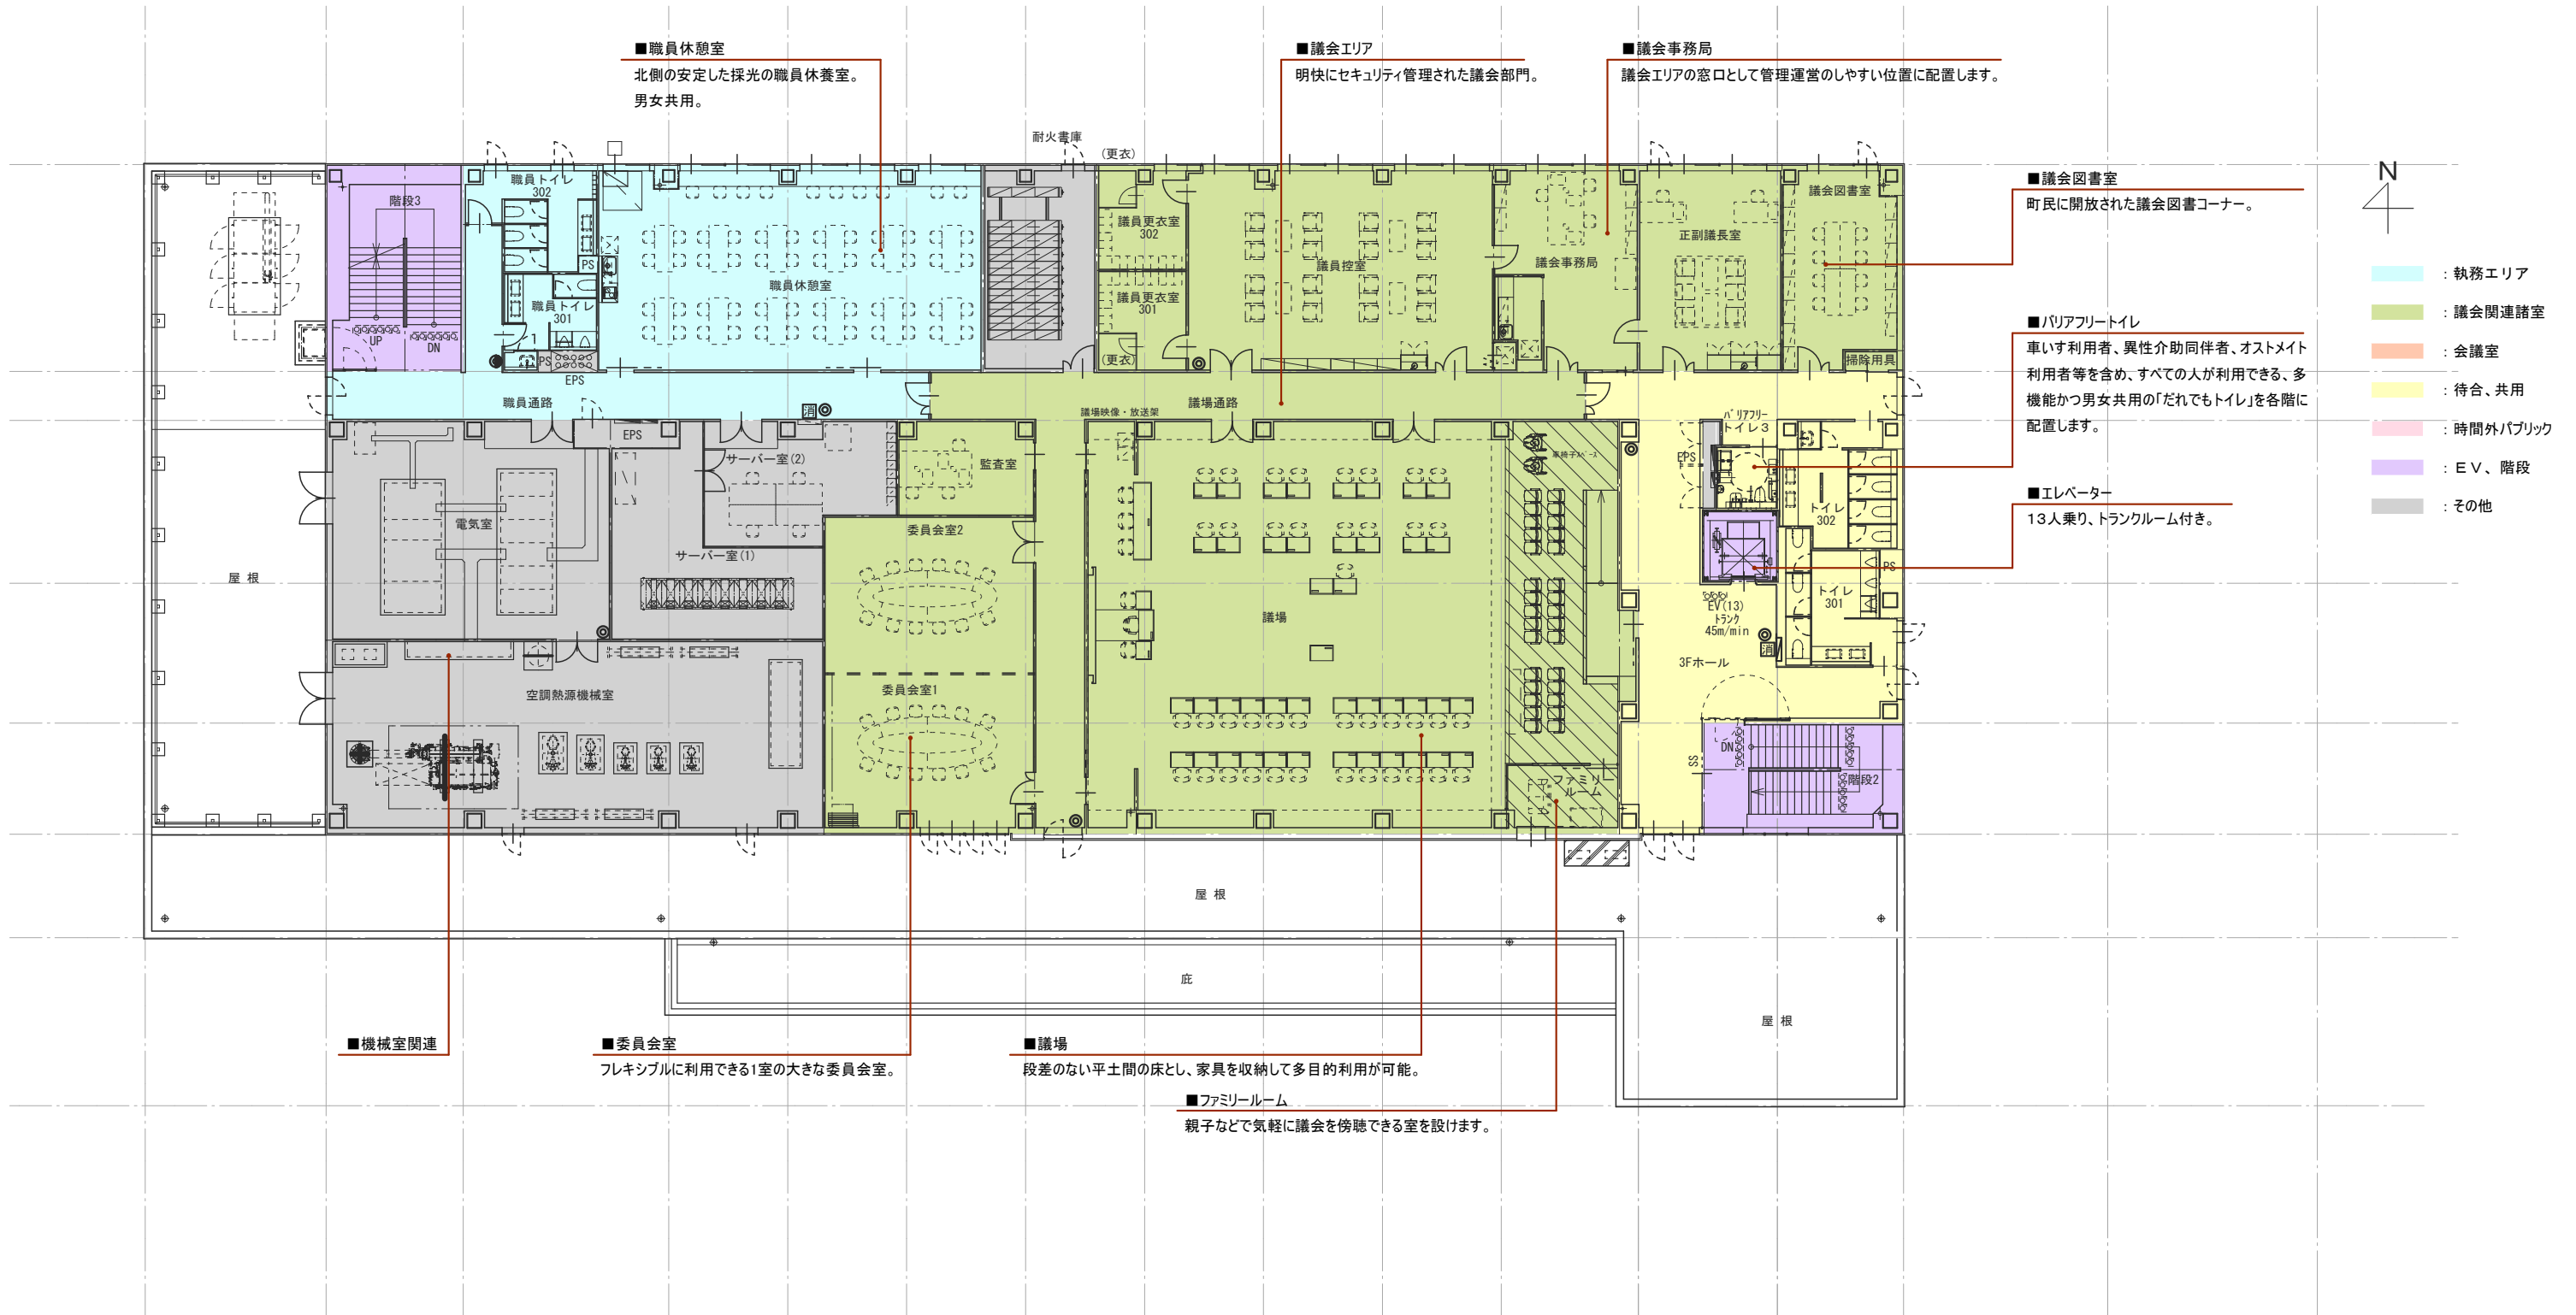 ■職員休憩室
北側の安定した採光の職員休養室。
男女共用。
■議会エリア
明快にセキュリティ管理された議会部門。
■議会事務局
議会エリアの窓口として管理運営のしやすい位置に配置します。
■議会図書室
町民に開放された議会図書コーナー。
■バリアフリートイレ
車いす利用者、異性介助同伴者、オストメイト
利用者等を含め、すべての人が利用できる、多
機能かつ男女共用の「だれでもトイレ」を各階に
配置します。
■エレベーター
13人乗り、トランクルーム付き。
N
：執務エリア
：議会関連諸室
：会議室
：待合、共用
：時間外パブリック
：EV、階段
：その他
耐火書庫
(更衣)
階段3
UP
DN
職員トイレ
302
PS
職員トイレ
301
PS
EPS
職員休憩室
議員更衣室
302
議員更衣室
301
(更衣)
議員控室
議会事務局
正副議長室
議会図書室
掃除用具
職員通路
消
議場映像・放送架
議場通路
EPS
電気室
サーバー室(2)
サーバー室(1)
監査室
委員会室2
委員会室1
空調熱源機械室
議場
車椅子スペース
ファミリー
ルーム
バリアフリー
トイレ3
EPS
トイレ
302
PS
トイレ
301
EV(13)
トランク
45m/min
消
3Fホール
SS
DN
階段2
屋 根
屋 根
庇
屋 根
■機械室関連
■委員会室
フレキシブルに利用できる1室の大きな委員会室。
■議場
段差のない平土間の床とし、家具を収納して多目的利用が可能。
■ファミリールーム
親子などで気軽に議会を傍聴できる室を設けます。